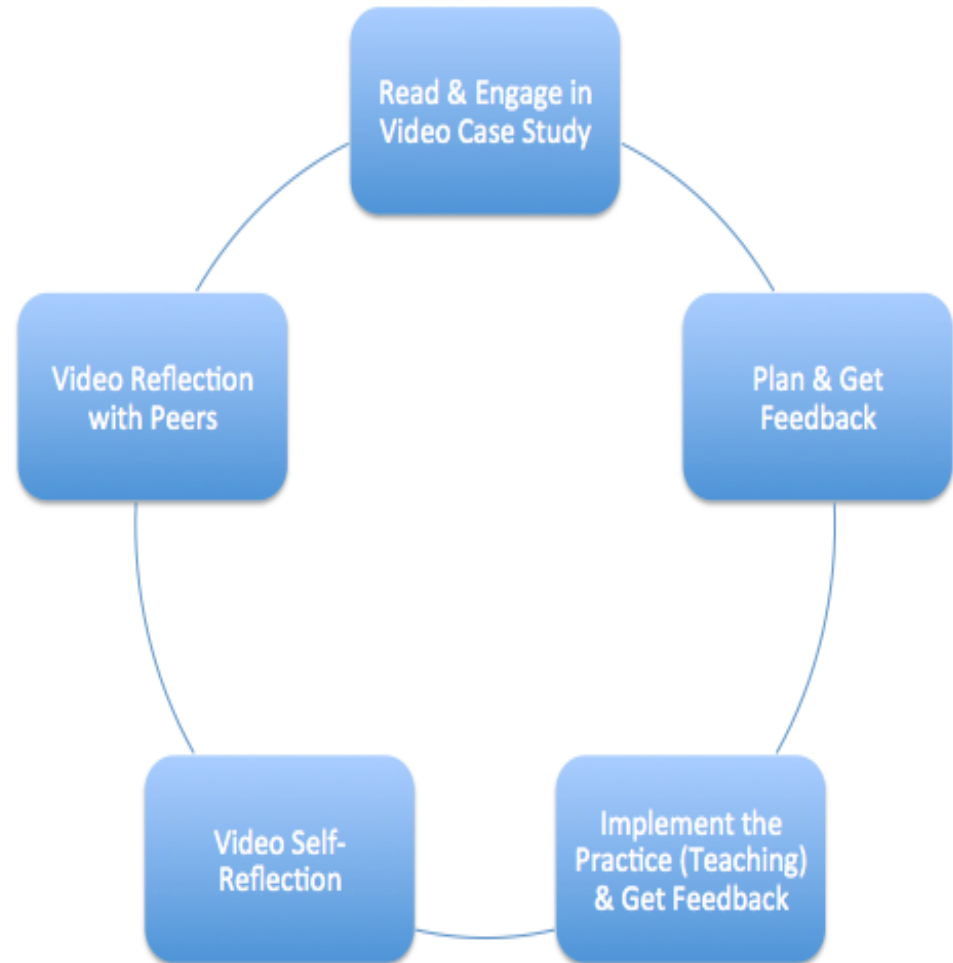 Read & Engage in
Video Case Study
Plan & Get
Feedback
Implement the
Practice (Teaching)
& Get Feedback
Video Self-
Reflection
Video Reflection
with Peers